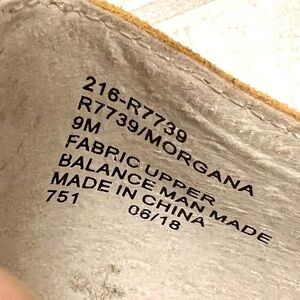 216-R7739
R7739/MORGANA
9M
FABRIC UPPER
BALANCE MAN MADE
MADE IN CHINA
751 06/18